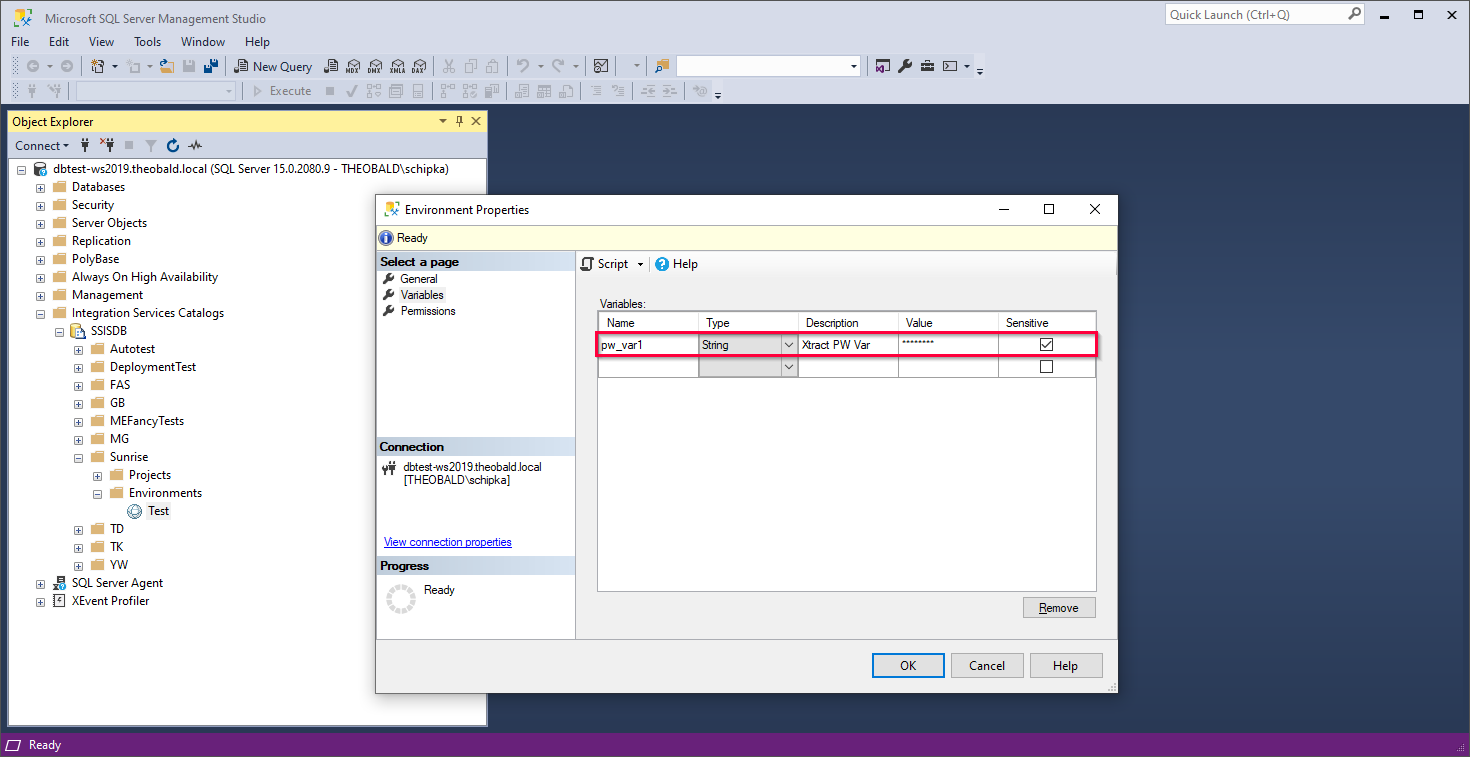 Microsoft SQL Server Management Studio
Quick Launch (Ctrl+Q)
File Edit View Tools Window Help
New Query MDX DMX XMLA DAX
Execute
Object Explorer
Connect
dbtest-ws2019.theobald.local (SQL Server 15.0.2080.9 - THEOBALD\schipka)
Databases
Security
Server Objects
Replication
PolyBase
Always On High Availability
Management
Integration Services Catalogs
SSISDB
Autotest
DeploymentTest
FAS
GB
MEFancyTests
MG
Sunrise
Projects
Environments
Test
TD
TK
YW
SQL Server Agent
XEvent Profiler
Environment Properties
Ready
Select a page
General
Variables
Permissions
Connection
dbtest-ws2019.theobald.local
[THEOBALD\schipka]
View connection properties
Progress
Ready
Script Help
Variables:
Name Type Description Value Sensitive
pw_var1 String Xtract PW Var ********
Remove
OK Cancel Help
Ready